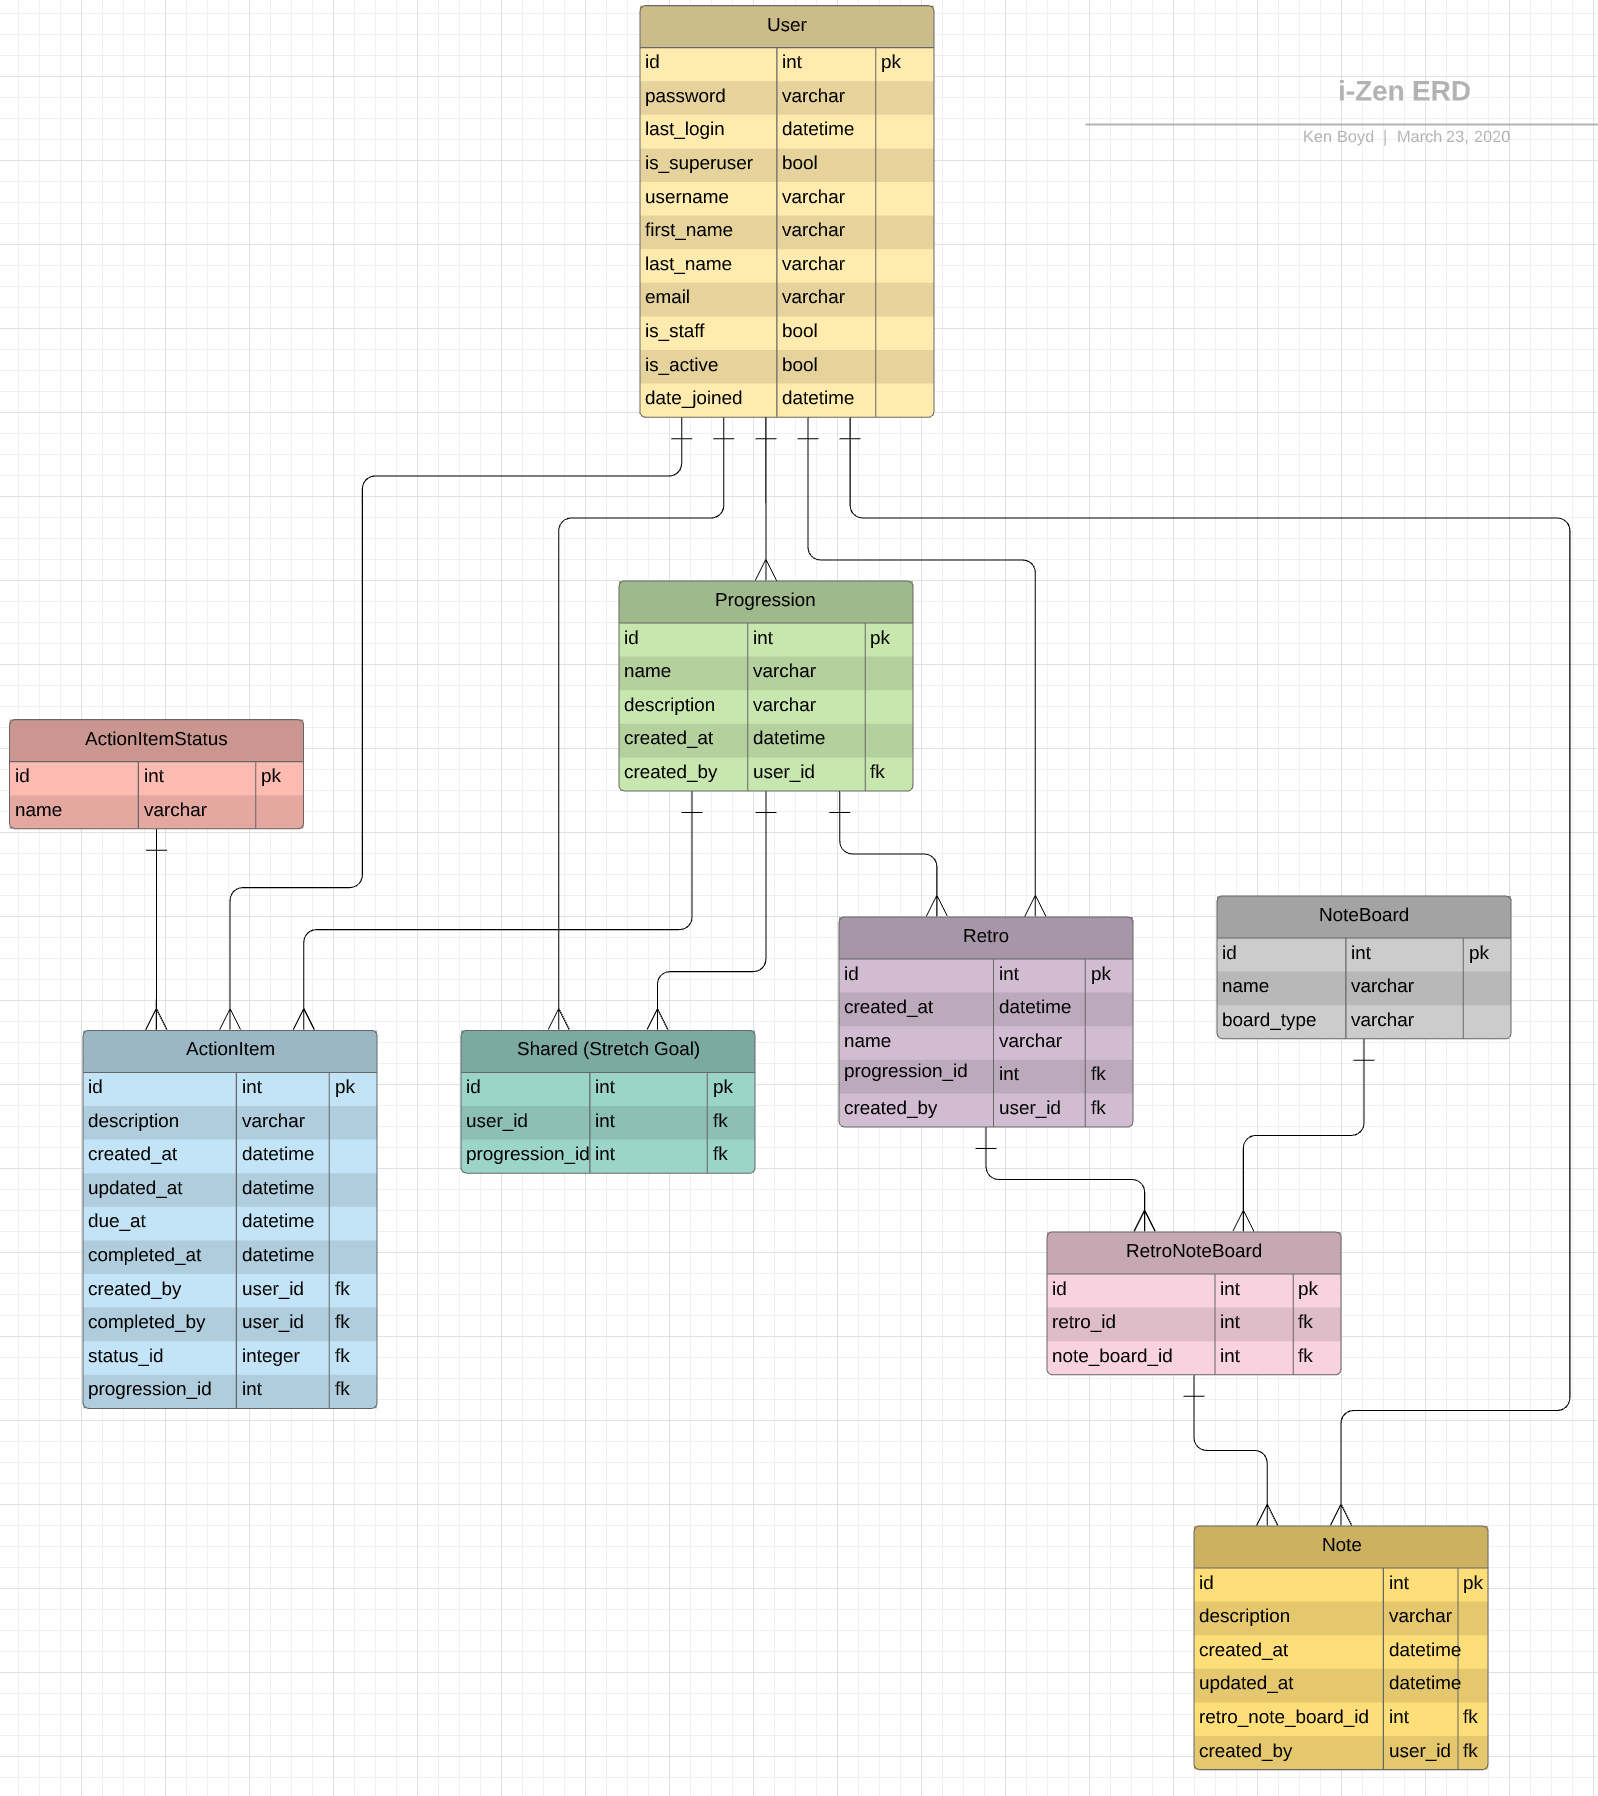 User
id int pk
password varchar
last_login datetime
is_superuser bool
username varchar
first_name varchar
last_name varchar
email varchar
is_staff bool
is_active bool
date_joined datetime
i-Zen ERD
Ken Boyd | March 23, 2020
Progression
id int pk
name varchar
description varchar
created_at datetime
created_by user_id fk
ActionItemStatus
id int pk
name varchar
Retro
id int pk
created_at datetime
name varchar
progression_id int fk
created_by user_id fk
NoteBoard
id int pk
name varchar
board_type varchar
ActionItem
id int pk
description varchar
created_at datetime
updated_at datetime
due_at datetime
completed_at datetime
created_by user_id fk
completed_by user_id fk
status_id integer fk
progression_id int fk
Shared (Stretch Goal)
id int pk
user_id int fk
progression_id int fk
RetroNoteBoard
id int pk
retro_id int fk
note_board_id int fk
Note
id int pk
description varchar
created_at datetime
updated_at datetime
retro_note_board_id int fk
created_by user_id fk